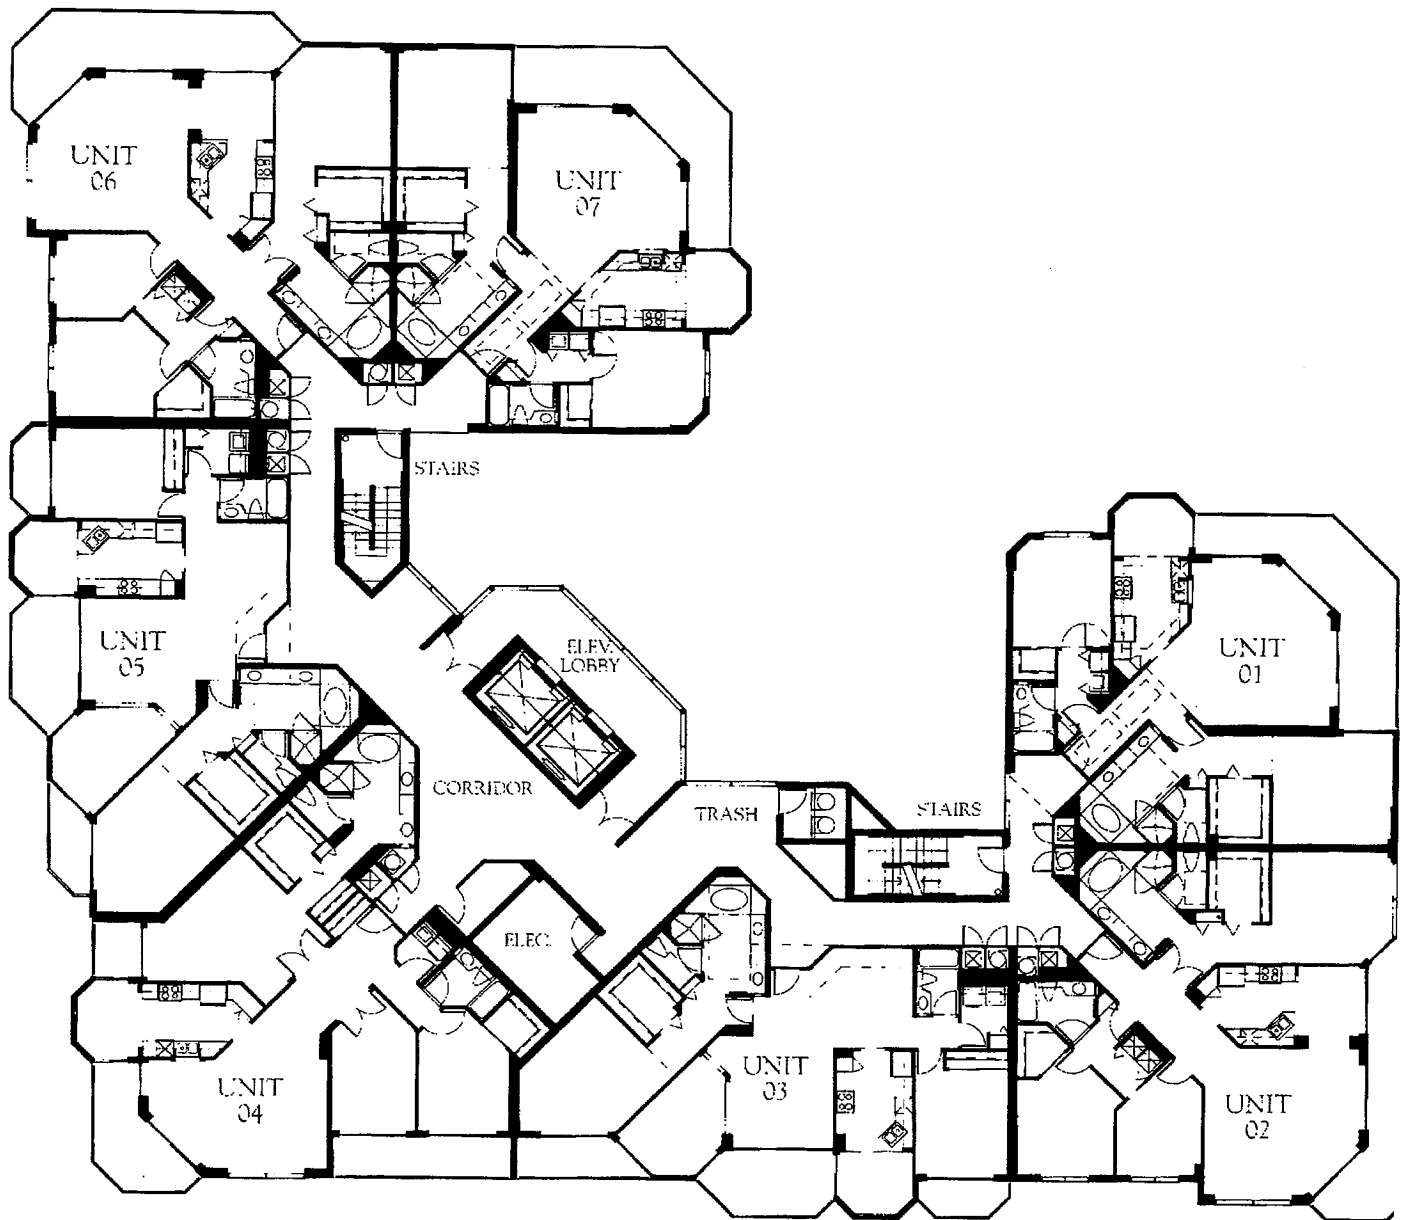 UNIT
06
UNIT
07
STAIRS
UNIT
05
ELEV.
LOBBY
UNIT
01
CORRIDOR
TRASH
STAIRS
ELEC.
UNIT
04
UNIT
03
UNIT
02